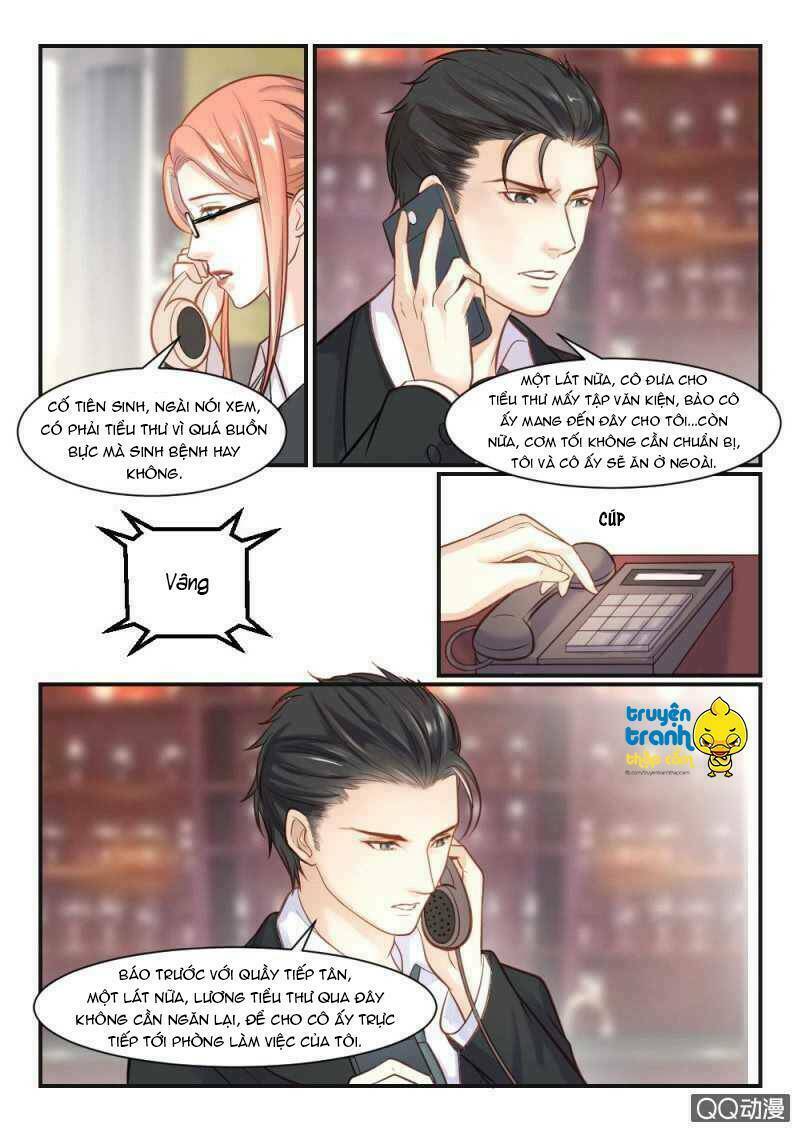 CỐ TIÊN SINH, NGÀI NÓI XEM,
CÓ PHẢI TIỂU THƯ VÌ QUÁ BUỒN
BỰC MÀ SINH BỆNH HAY
KHÔNG.
MỘT LÁT NỮA, CÔ ĐƯA CHO
TIỂU THƯ MẤY TẬP VĂN KIỆN, BẢO CÔ
ẤY MANG ĐẾN ĐÂY CHO TÔI...CÒN
NỮA, CƠM TỐI KHÔNG CẦN CHUẨN BỊ,
TÔI VÀ CÔ ẤY SẼ ĂN Ở NGOÀI.
Vâng
CÚP
truyện
tranh
thập cẩm
fb.com/truyentranhthapcam
BÁO TRƯỚC VỚI QUẦY TIẾP TÂN,
MỘT LÁT NỮA, LƯƠNG TIỂU THƯ QUA ĐÂY
KHÔNG CẦN NGĂN LẠI, ĐỂ CHO CÔ ẤY TRỰC
TIẾP TỚI PHÒNG LÀM VIỆC CỦA TÔI.
QQ动漫